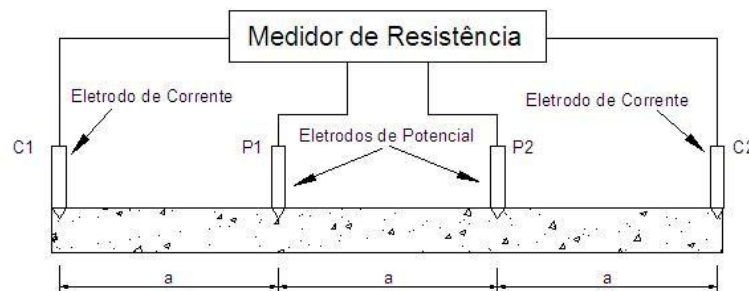 Medidor de Resistência
Eletrodo de Corrente
Eletrodo de Corrente
C1
P1
Eletrodos de Potencial
P2
C2
a
a
a